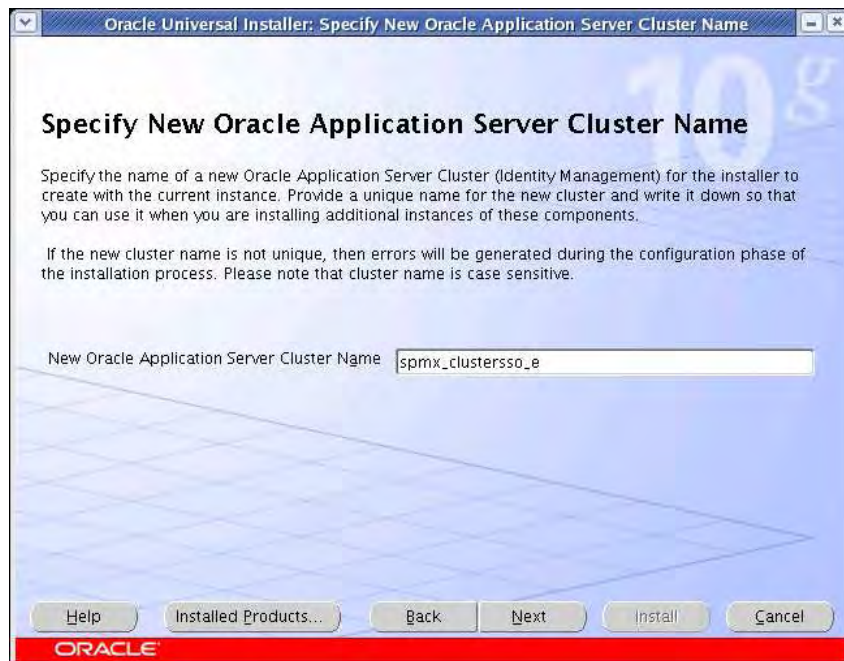 Oracle Universal Installer: Specify New Oracle Application Server Cluster Name
10g
Specify New Oracle Application Server Cluster Name
Specify the name of a new Oracle Application Server Cluster (Identity Management) for the installer to
create with the current instance. Provide a unique name for the new cluster and write it down so that
you can use it when you are installing additional instances of these components.
If the new cluster name is not unique, then errors will be generated during the configuration phase of
the installation process. Please note that cluster name is case sensitive.
New Oracle Application Server Cluster Name spmx_clustersso_e
Help Installed Products... Back Next Install Cancel
ORACLE